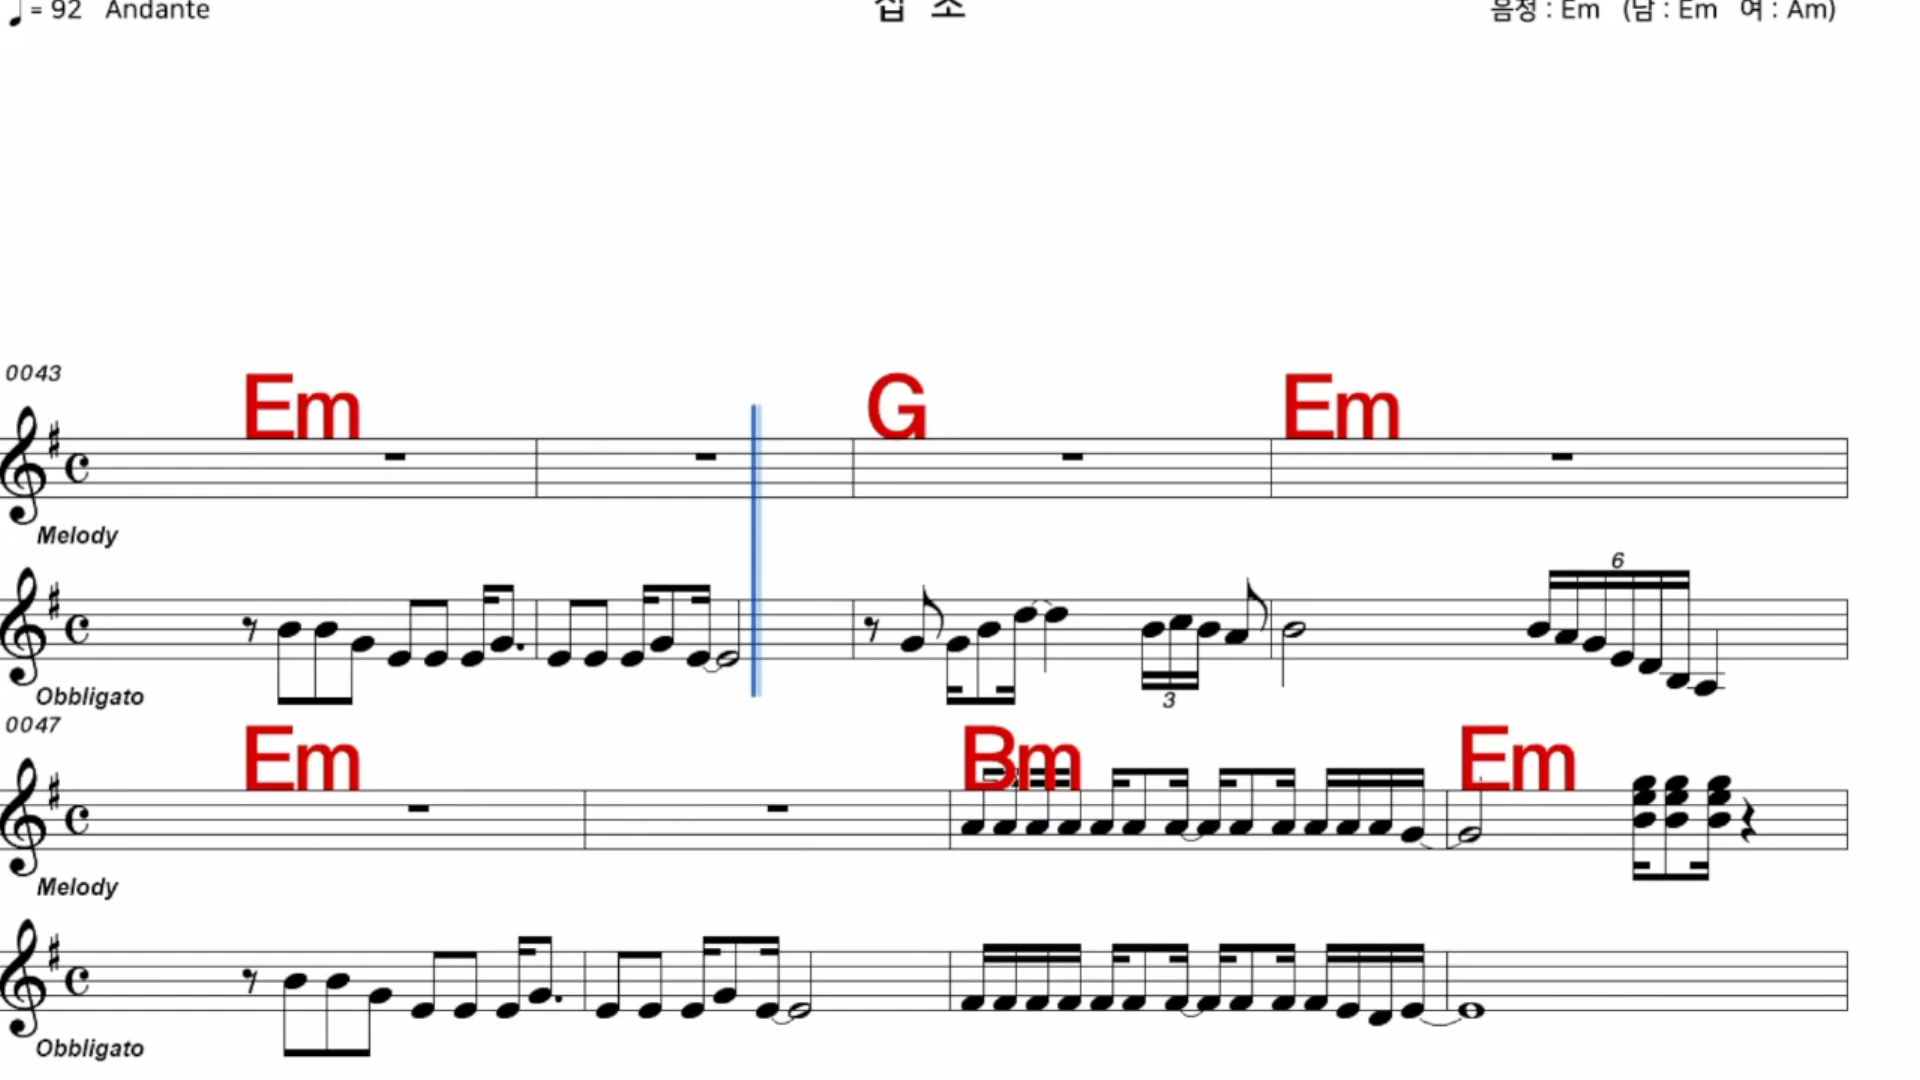 ♩ = 92 Andante
음정 : Em (남 : Em 여 : Am)
0043
Em G Em
Melody
6
3
Obbligato
0047
Em Bm Em
Melody
Obbligato